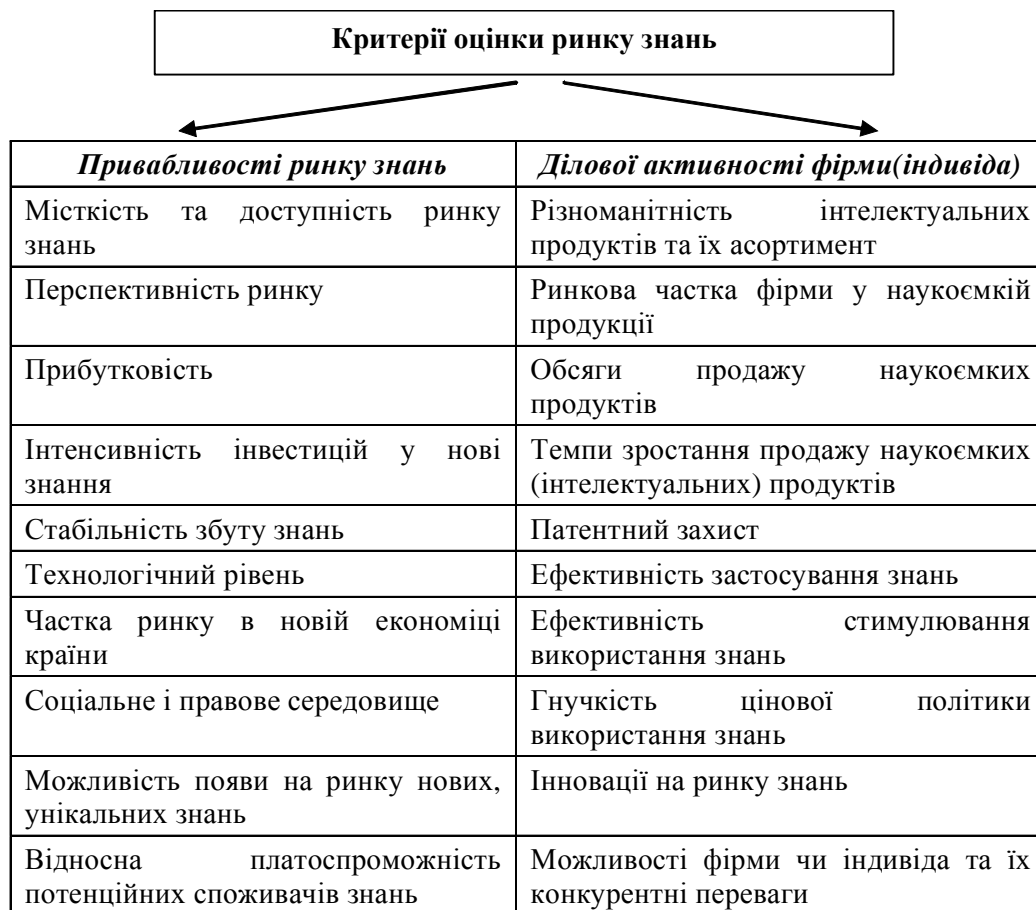 Критерії оцінки ринку знань
Привабливості ринку знань
Ділової активності фірми(індивіда)
Місткість та доступність ринку
знань
Різноманітність інтелектуальних
продуктів та їх асортимент
Перспективність ринку
Ринкова частка фірми у наукоємкій
продукції
Прибутковість
Обсяги продажу наукоємких
продуктів
Інтенсивність інвестицій у нові
знання
Темпи зростання продажу наукоємких
(інтелектуальних) продуктів
Стабільність збуту знань
Патентний захист
Технологічний рівень
Ефективність застосування знань
Частка ринку в новій економіці
країни
Ефективність стимулювання
використання знань
Соціальне і правове середовище
Гнучкість цінової політики
використання знань
Можливість появи на ринку нових,
унікальних знань
Інновації на ринку знань
Відносна платоспроможність
потенційних споживачів знань
Можливості фірми чи індивіда та їх
конкурентні переваги